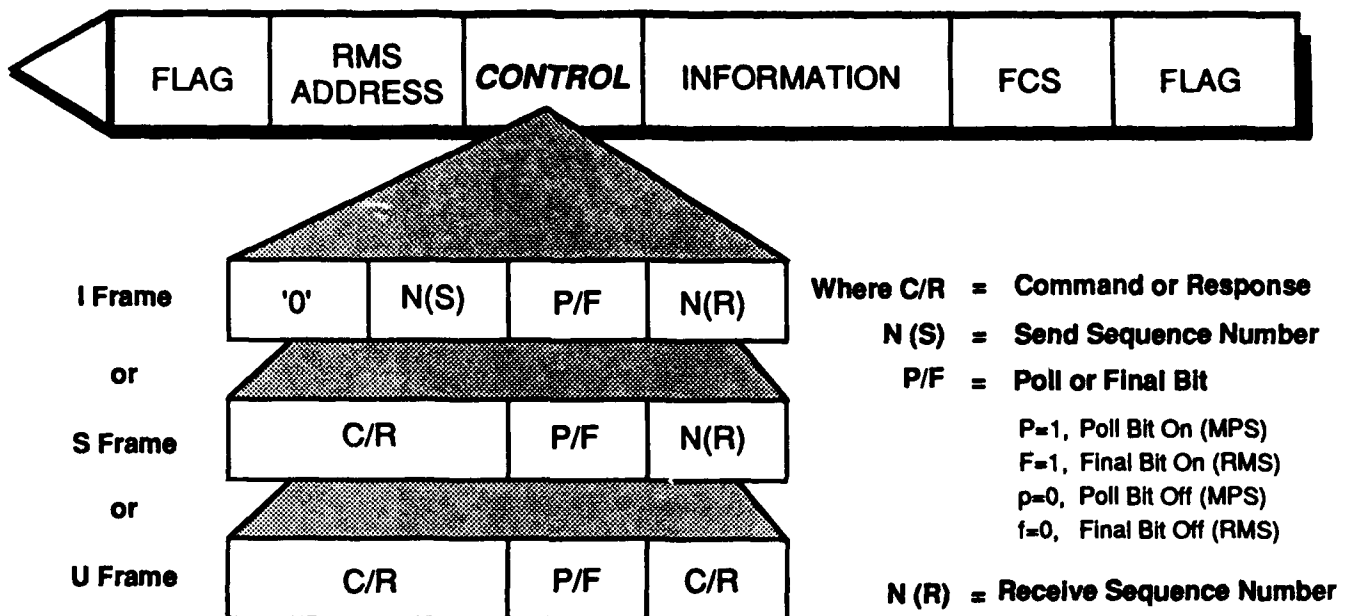 FLAG RMS ADDRESS CONTROL INFORMATION FCS FLAG
I Frame '0' N(S) P/F N(R)
or
S Frame C/R P/F N(R)
or
U Frame C/R P/F C/R
Where C/R = Command or Response
N (S) = Send Sequence Number
P/F = Poll or Final Bit
P=1, Poll Bit On (MPS)
F=1, Final Bit On (RMS)
p=0, Poll Bit Off (MPS)
f=0, Final Bit Off (RMS)
N (R) = Receive Sequence Number